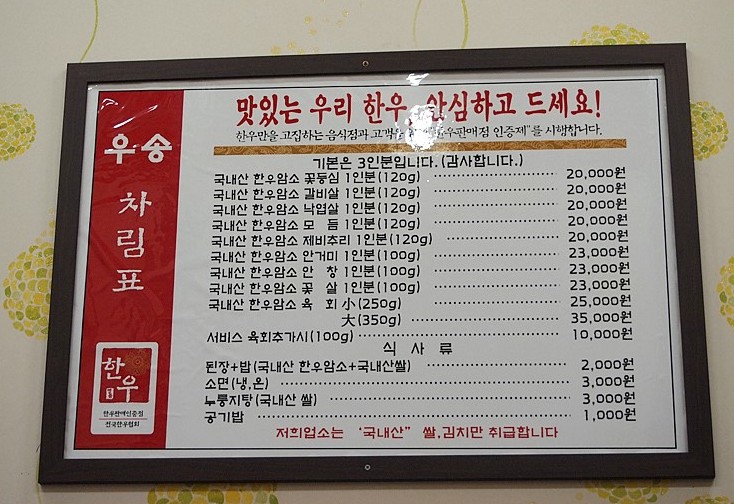 우송
차림표
한우
한우판매인증점
전국한우협회
맛있는 우리 한우, 안심하고 드세요!
한우만을 고집하는 음식점과 고객을 "한우판매점 인증제"를 시행합니다.
기본은 3인분입니다.(감사합니다.)
국내산 한우암소 꽃등심 1인분(120g) 20,000원
국내산 한우암소 갈비살 1인분(120g) 20,000원
국내산 한우암소 낙엽살 1인분(120g) 20,000원
국내산 한우암소 모 듬 1인분(120g) 20,000원
국내산 한우암소 제비추리 1인분(120g) 20,000원
국내산 한우암소 안거미 1인분(100g) 23,000원
국내산 한우암소 안 창 1인분(100g) 23,000원
국내산 한우암소 꽃 살 1인분(100g) 23,000원
국내산 한우암소 육 회 小(250g) 25,000원
大(350g) 35,000원
서비스 육회추가시(100g) 10,000원
식 사 류
된장+밥(국내산 한우암소+국내산쌀) 2,000원
소면(냉,온) 3,000원
누룽지탕(국내산 쌀) 3,000원
공기밥 1,000원
저희업소는 '국내산" 쌀,김치만 취급합니다